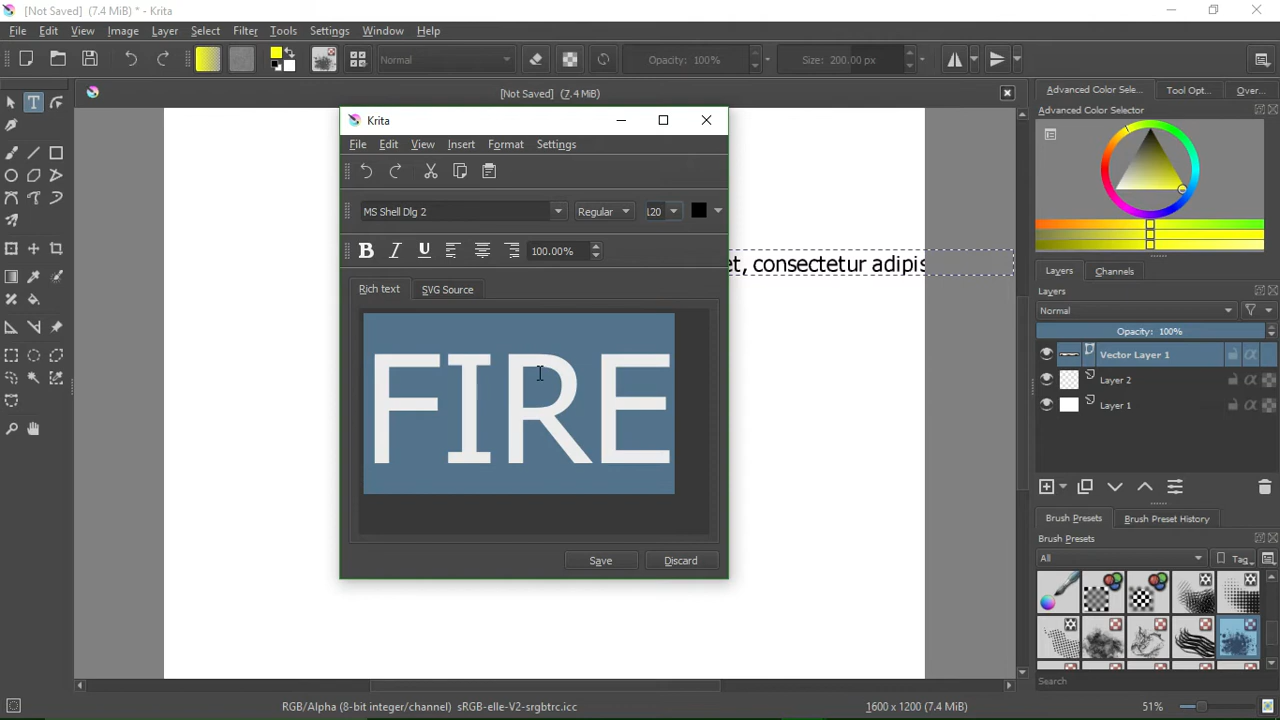 [Not Saved] (7.4 MiB) * - Krita
File Edit View Image Layer Select Filter Tools Settings Window Help
Normal Opacity: 100% Size: 200.00 px
[Not Saved] (7.4 MiB)
Krita
File Edit View Insert Format Settings
MS Shell Dlg 2 Regular 120
100.00%
Rich text SVG Source
FIRE
Save Discard
et, consectetur adipis
Advanced Color Sele... Tool Opt... Over...
Advanced Color Selector
Layers Channels
Layers
Normal
Opacity: 100%
Vector Layer 1
Layer 2
Layer 1
Brush Presets Brush Preset History
Brush Presets
All Tag
Search
RGB/Alpha (8-bit integer/channel) sRGB-elle-V2-srgbtrc.icc 1600 x 1200 (7.4 MiB) 51%